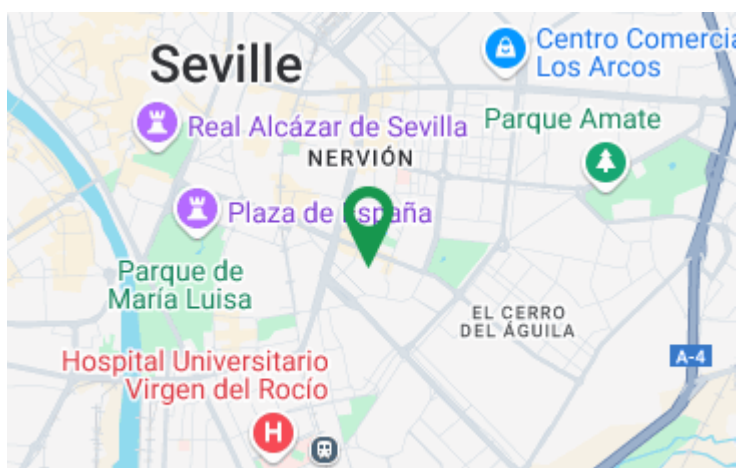 Seville
Centro Comercia
Los Arcos
Real Alcázar de Sevilla
Parque Amate
NERVIÓN
Plaza de España
Parque de
María Luisa
EL CERRO
DEL ÁGUILA
Hospital Universitario
Virgen del Rocío
A-4
H